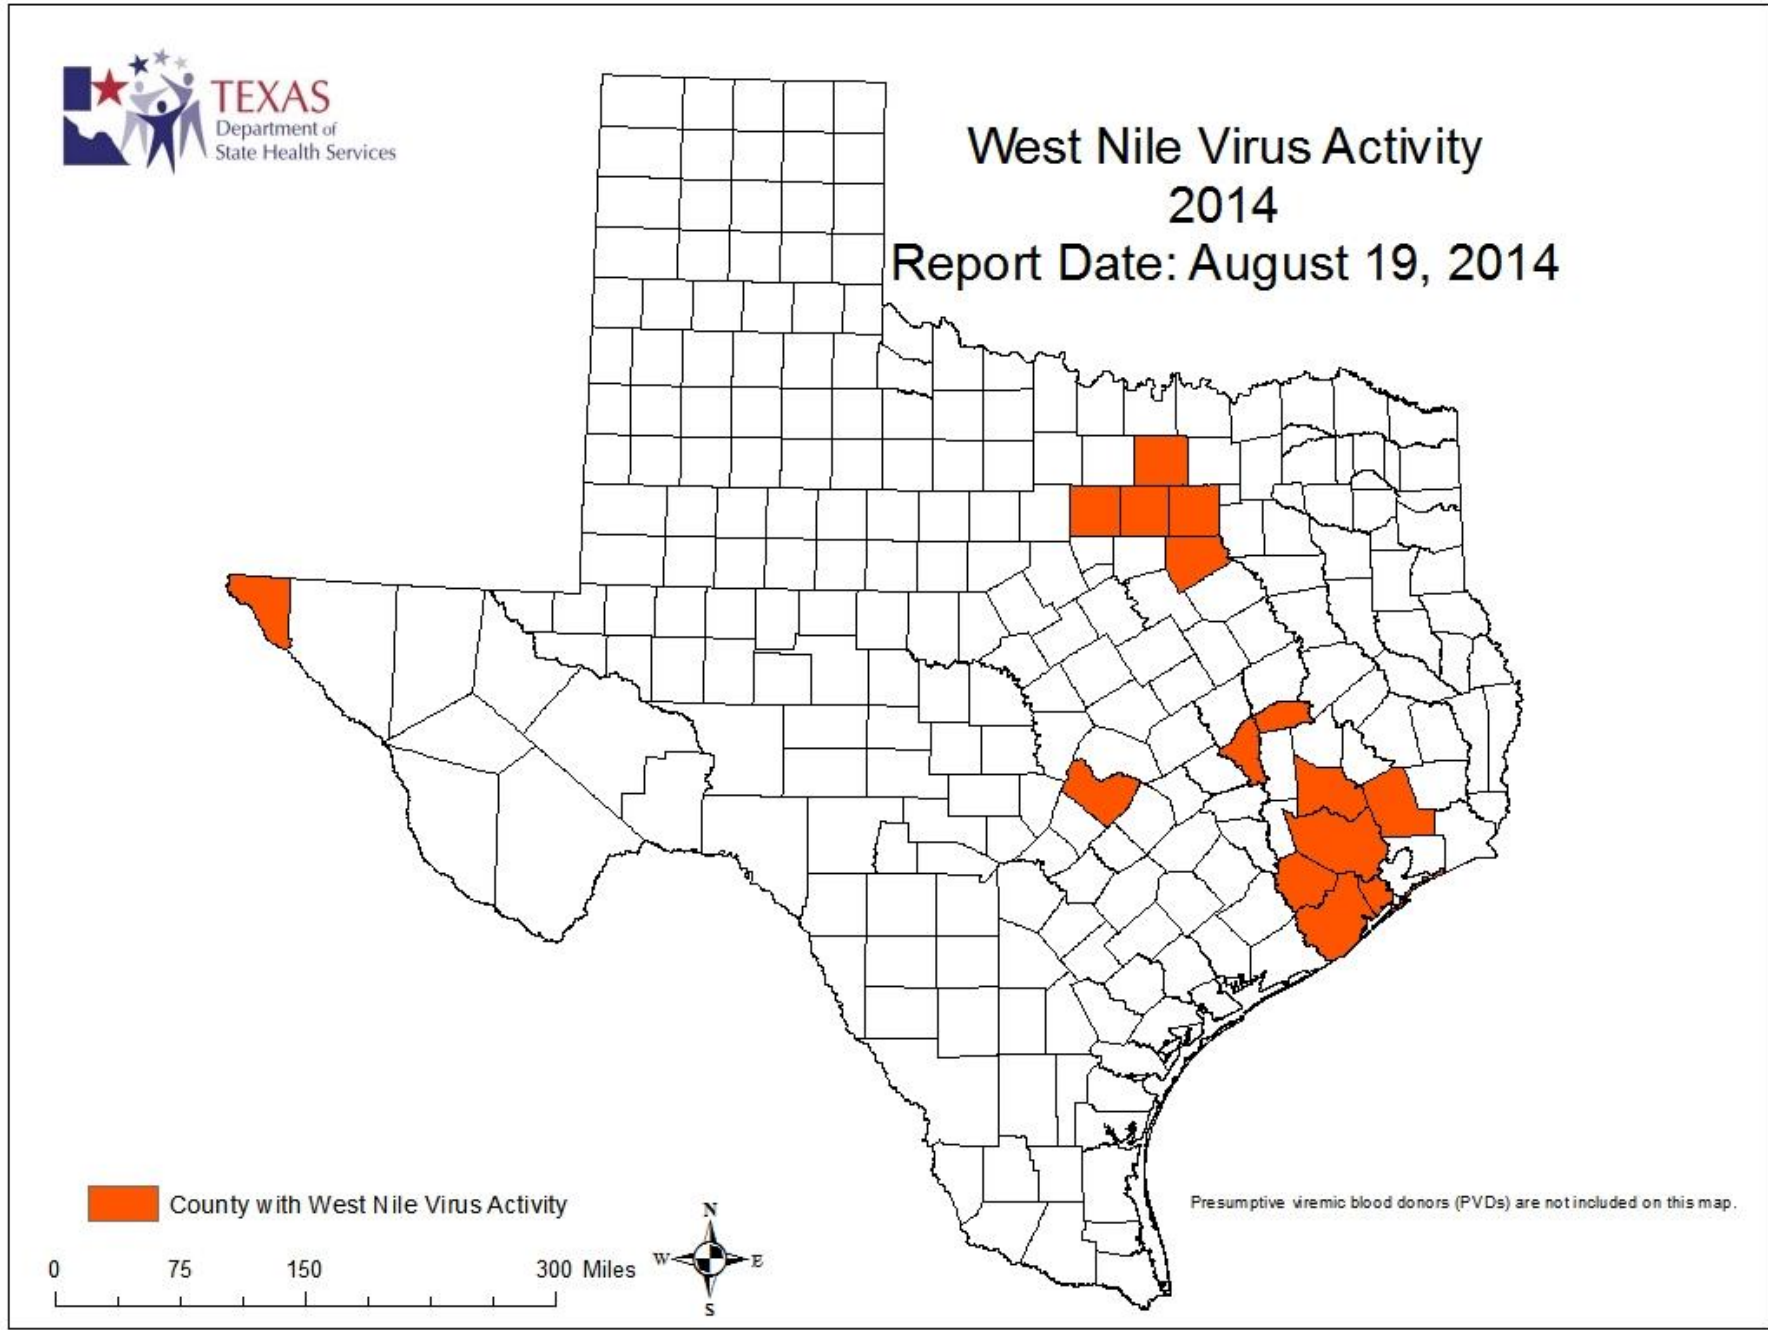 TEXAS
Department of
State Health Services
West Nile Virus Activity
2014
Report Date: August 19, 2014
County with West Nile Virus Activity
0 75 150 300 Miles
N
W E
S
Presumptive viremic blood donors (PVDs) are not included on this map.